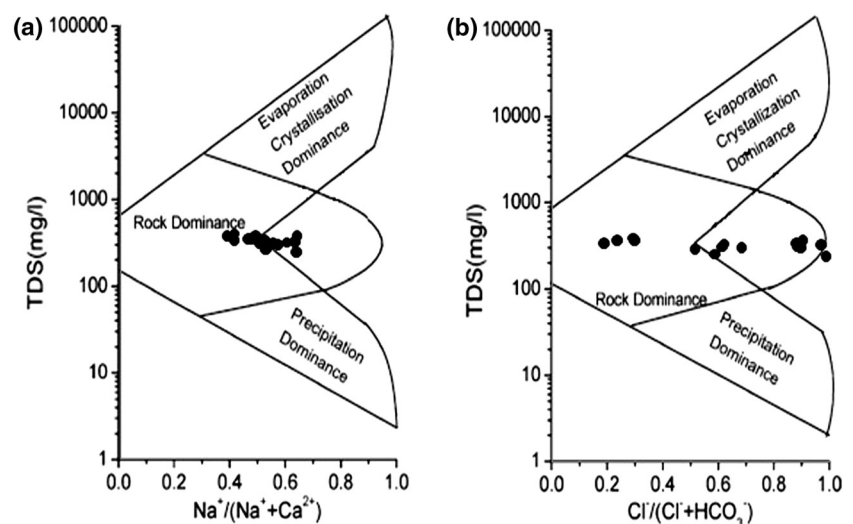 (a)
100000
10000
1000
100
10
1
TDS(mg/l)
Evaporation
Crystallisation
Dominance
Rock Dominance
Precipitation
Dominance
0.0 0.2 0.4 0.6 0.8 1.0
Na⁺/(Na⁺+Ca²⁺)
(b)
100000
10000
1000
100
10
1
TDS(mg/l)
Evaporation
Crystallization
Dominance
Rock Dominance
Precipitation
Dominance
0.0 0.2 0.4 0.6 0.8 1.0
Cl⁻/(Cl⁻+HCO₃⁻)